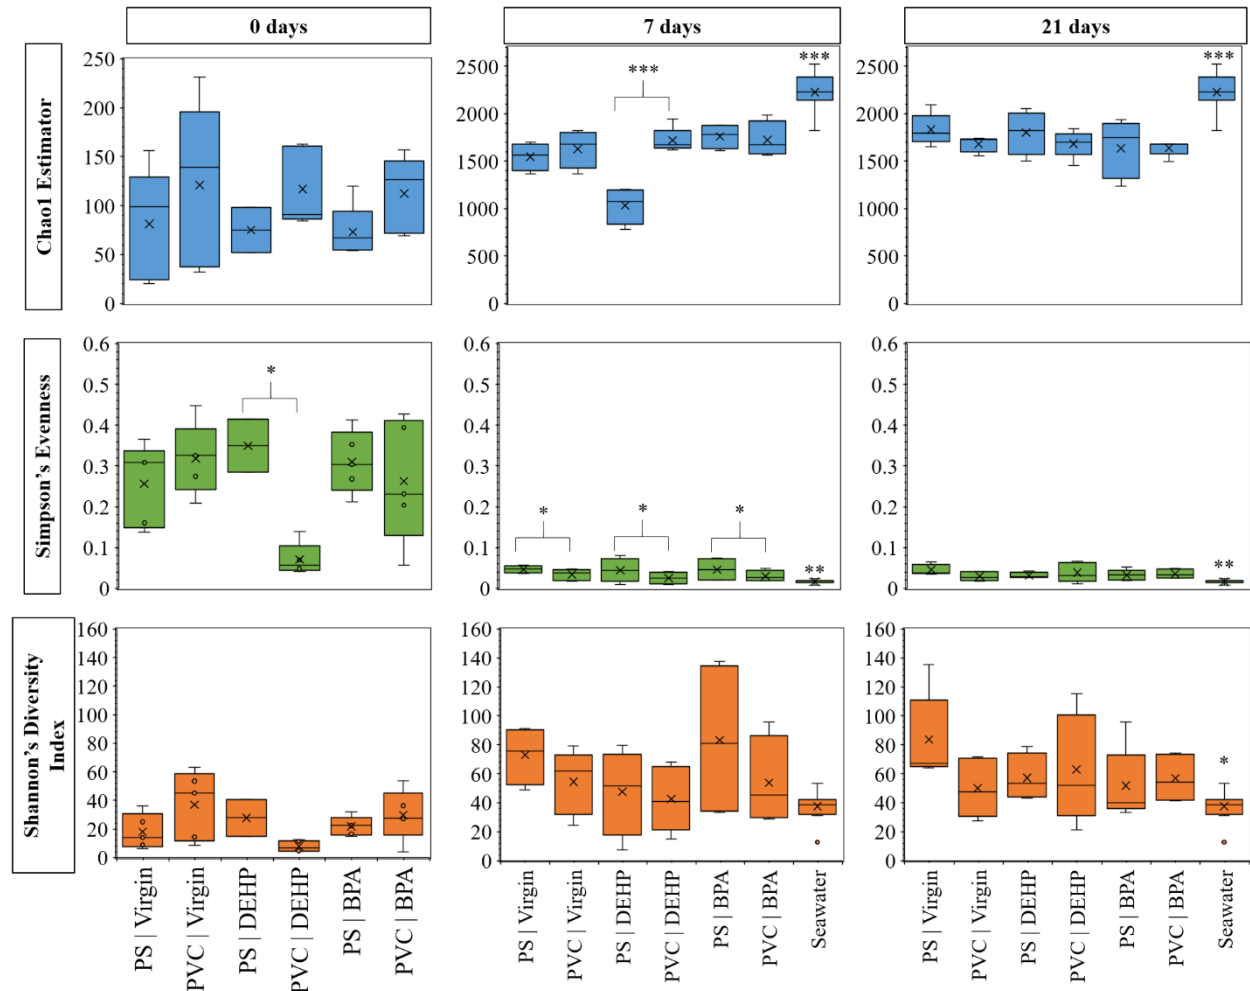 0 days
7 days
21 days
Chao1 Estimator
250
200
150
100
50
0
2500
2000
1500
1000
500
0
***
***
2500
2000
1500
1000
500
0
***
Simpson's Evenness
0.6
0.5
0.4
0.3
0.2
0.1
0
*
0.6
0.5
0.4
0.3
0.2
0.1
0
*
*
*
**
0.6
0.5
0.4
0.3
0.2
0.1
0
**
Shannon's Diversity
Index
160
140
120
100
80
60
40
20
0
160
140
120
100
80
60
40
20
0
160
140
120
100
80
60
40
20
0
*
PS | Virgin
PVC | Virgin
PS | DEHP
PVC | DEHP
PS | BPA
PVC | BPA
PS | Virgin
PVC | Virgin
PS | DEHP
PVC | DEHP
PS | BPA
PVC | BPA
Seawater
PS | Virgin
PVC | Virgin
PS | DEHP
PVC | DEHP
PS | BPA
PVC | BPA
Seawater